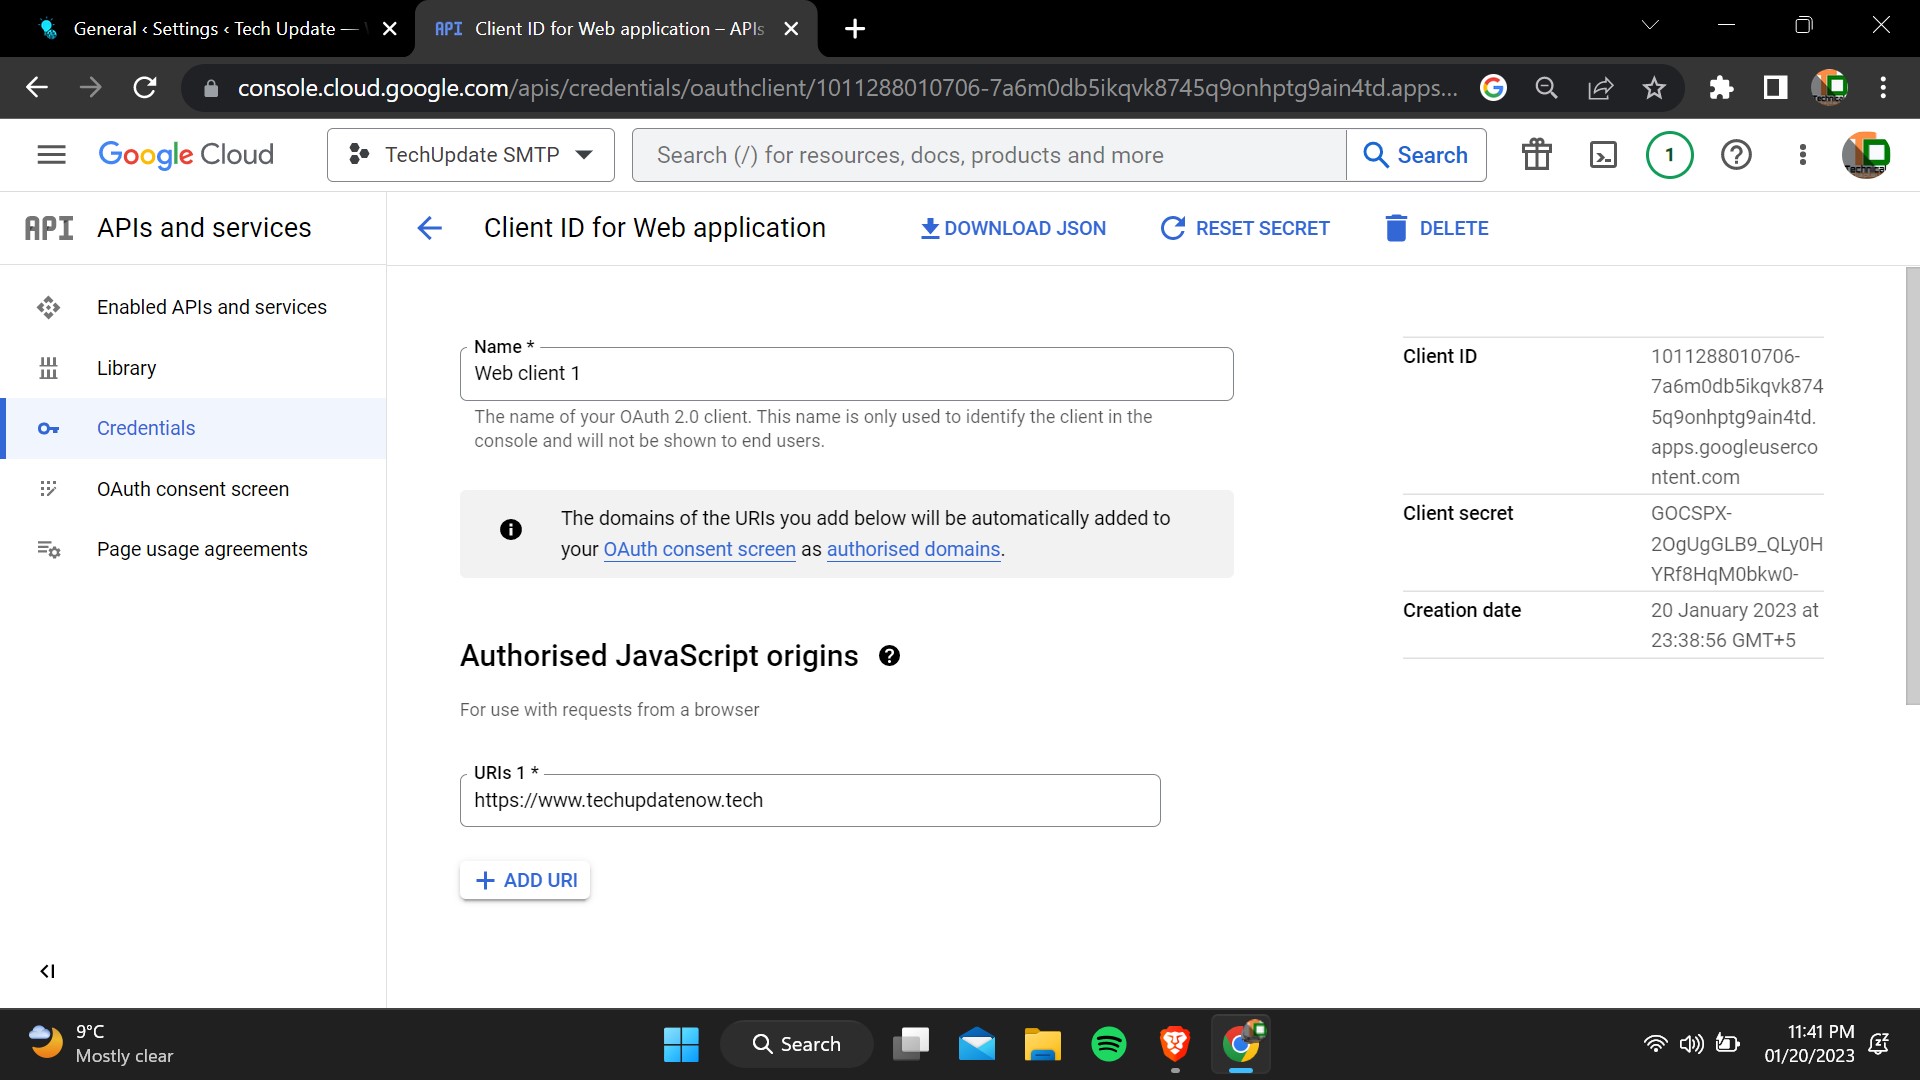 General ‹ Settings ‹ Tech Update —
Client ID for Web application – APIs
console.cloud.google.com/apis/credentials/oauthclient/1011288010706-7a6m0db5ikqvk8745q9onhptg9ain4td.apps...
Google Cloud
TechUpdate SMTP
Search (/) for resources, docs, products and more
Search
1
Technical
API APIs and services
Client ID for Web application
DOWNLOAD JSON
RESET SECRET
DELETE
Enabled APIs and services
Library
Credentials
OAuth consent screen
Page usage agreements
Name *
Web client 1
The name of your OAuth 2.0 client. This name is only used to identify the client in the
console and will not be shown to end users.
The domains of the URIs you add below will be automatically added to
your OAuth consent screen as authorised domains.
Authorised JavaScript origins
For use with requests from a browser
URIs 1 *
https://www.techupdatenow.tech
ADD URI
Client ID
1011288010706-
7a6m0db5ikqvk874
5q9onhptg9ain4td.
apps.googleuserco
ntent.com
Client secret
GOCSPX-
2OgUgGLB9_QLy0H
YRf8HqM0bkw0-
Creation date
20 January 2023 at
23:38:56 GMT+5
9°C
Mostly clear
Search
11:41 PM
01/20/2023